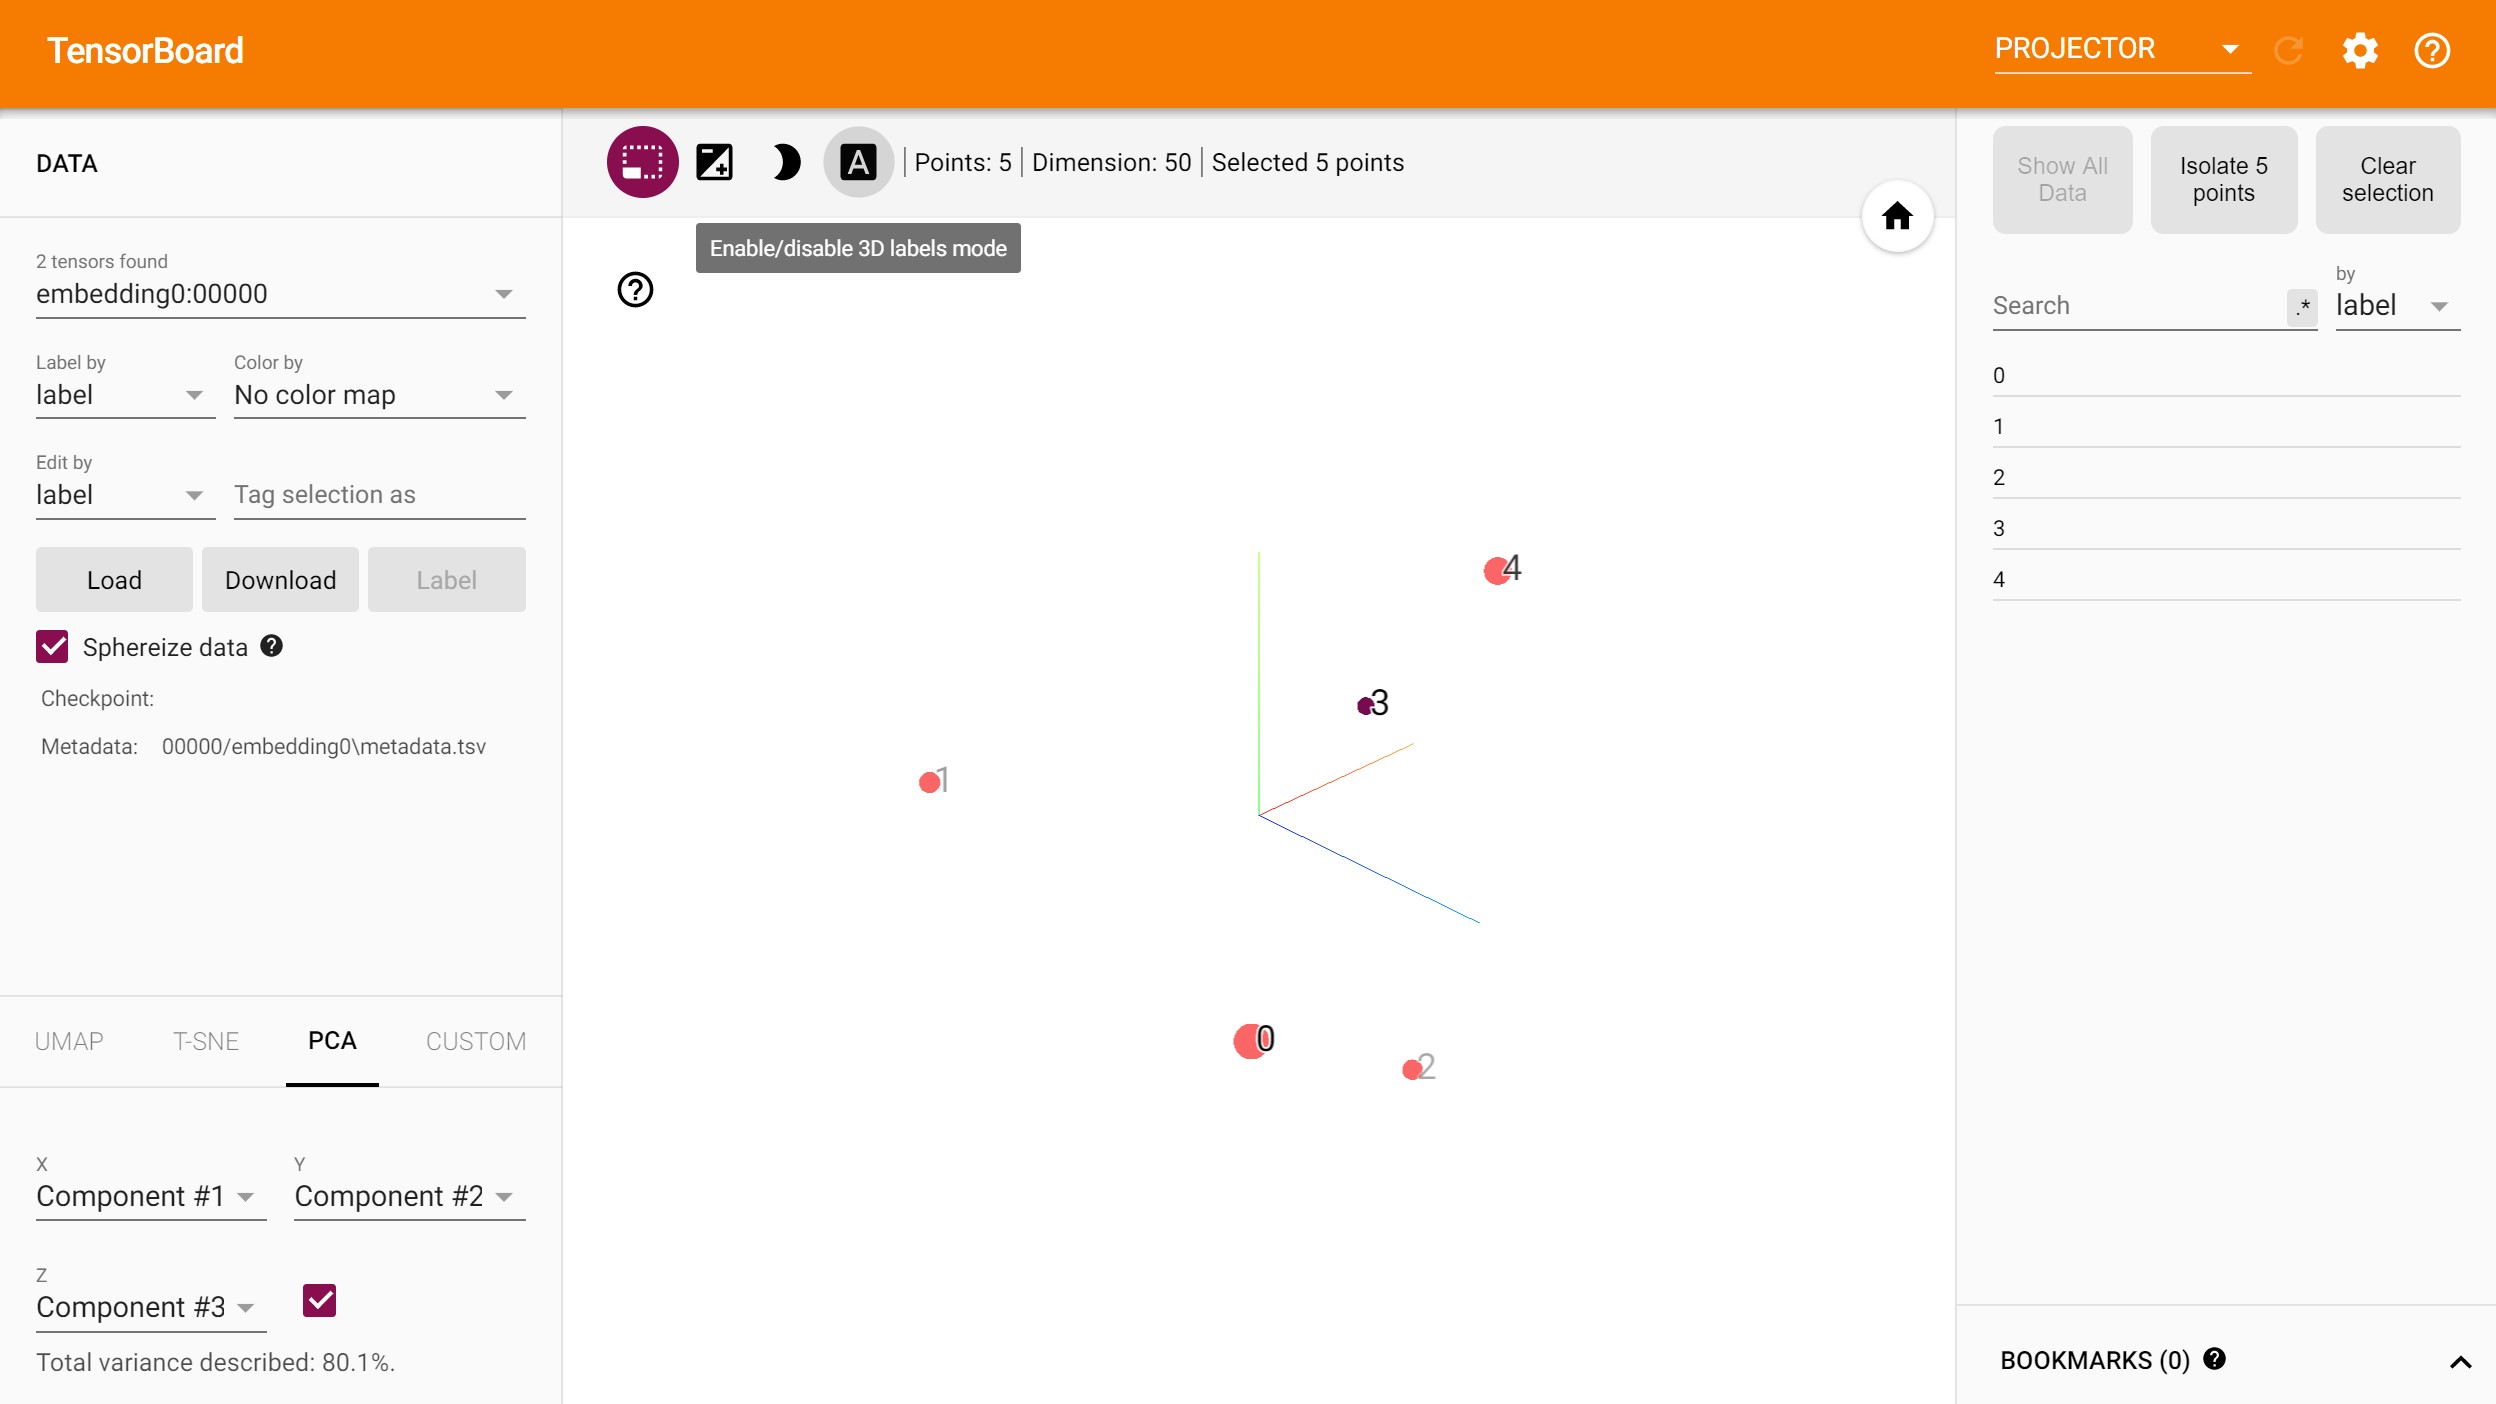 TensorBoard
PROJECTOR
DATA
2 tensors found
embedding0:00000
Label by
label
Color by
No color map
Edit by
label
Tag selection as
Load
Download
Label
Sphereize data
Checkpoint:
Metadata: 00000/embedding0\metadata.tsv
UMAP
T-SNE
PCA
CUSTOM
X
Component #1
Y
Component #2
Z
Component #3
Total variance described: 80.1%.
A
Points: 5
Dimension: 50
Selected 5 points
Enable/disable 3D labels mode
4
3
1
0
2
Show All
Data
Isolate 5
points
Clear
selection
Search
.*
by
label
0
1
2
3
4
BOOKMARKS (0)